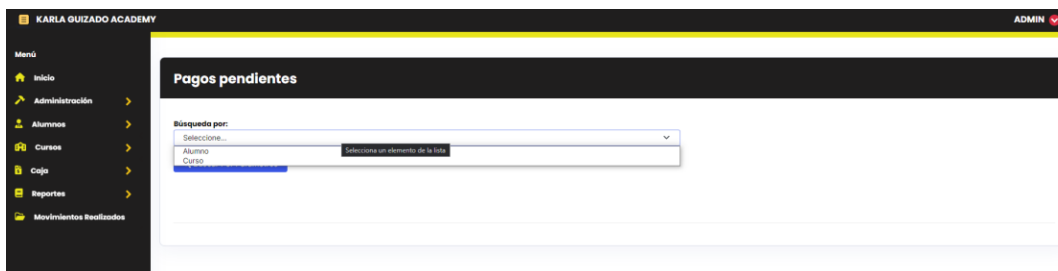 KARLA GUIZADO ACADEMY
ADMIN
Menú
Inicio
Administración
Alumnos
Cursos
Caja
Reportes
Movimientos Realizados
Pagos pendientes
Búsqueda por:
Seleccione...
Alumno
Curso
Selecciona un elemento de la lista